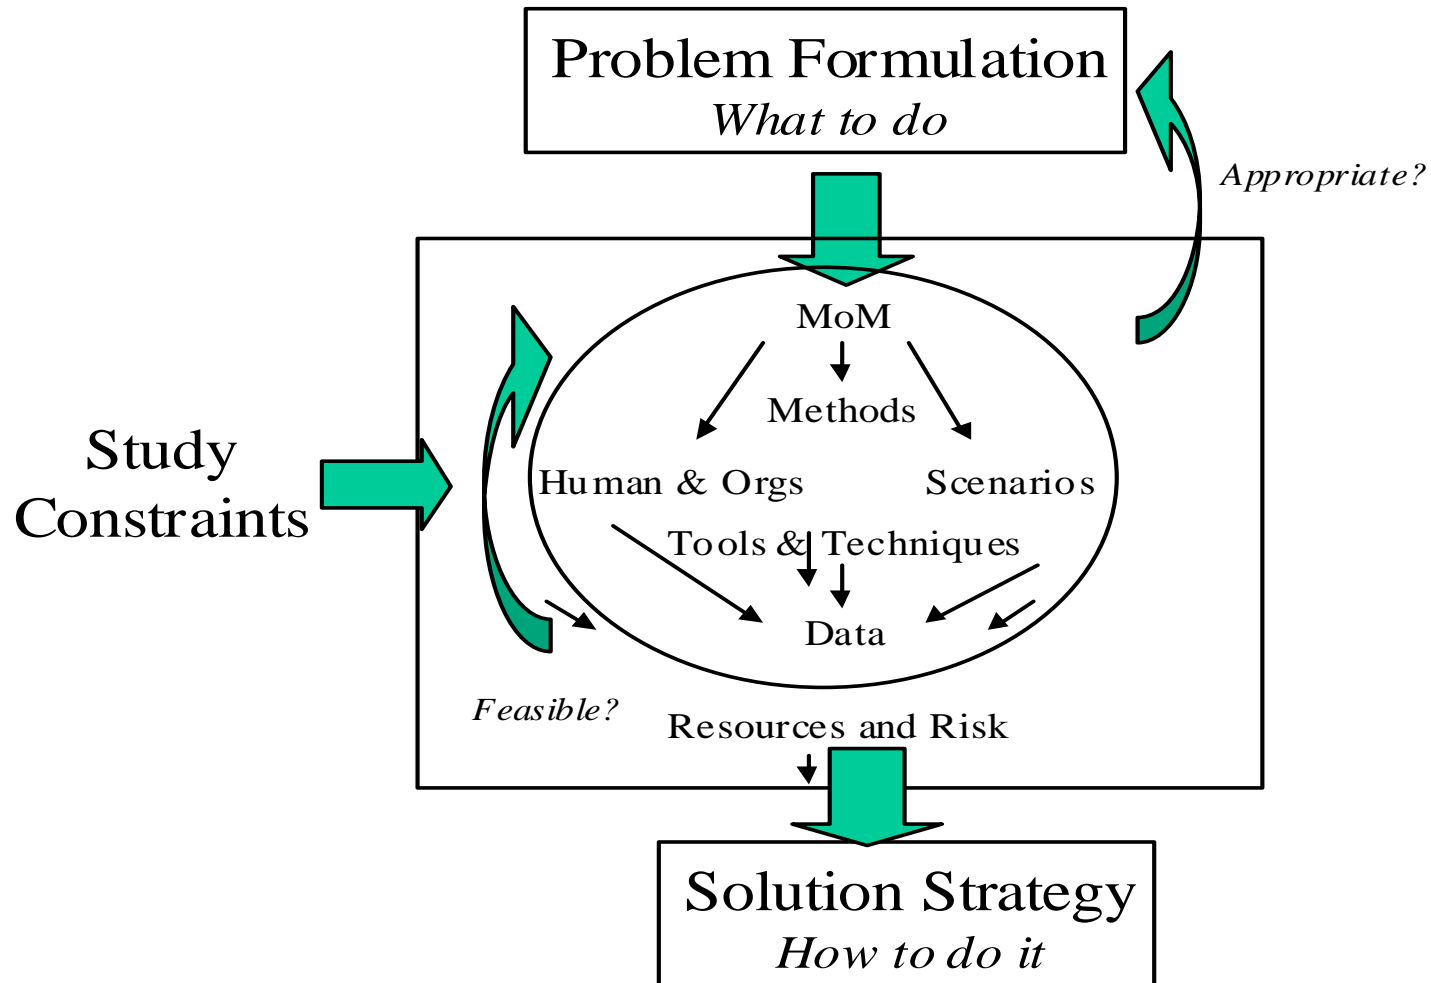 Problem Formulation
What to do
Appropriate?
MoM
Methods
Study
Constraints
Human & Orgs
Scenarios
Tools & Techniques
Data
Feasible?
Resources and Risk
Solution Strategy
How to do it